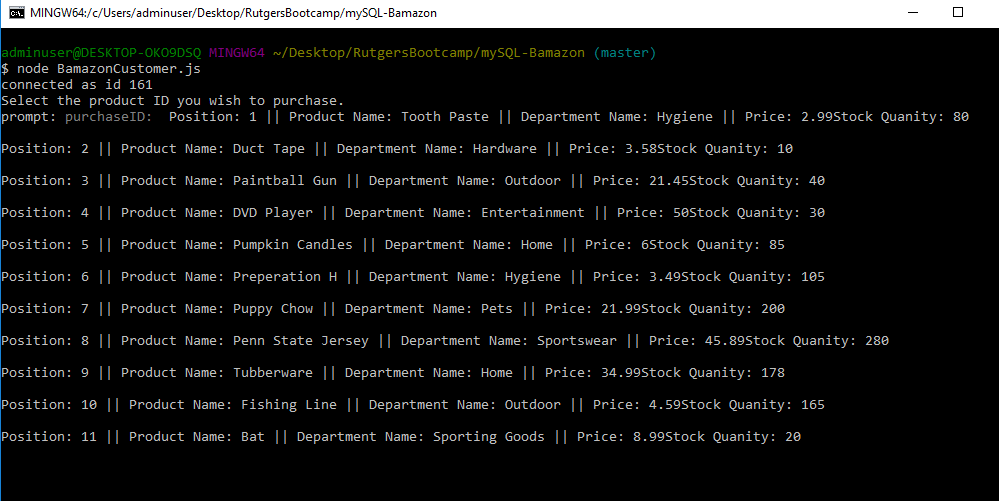 MINGW64:/c/Users/adminuser/Desktop/RutgersBootcamp/mySQL-Bamazon
adminuser@DESKTOP-OKO9DSQ MINGW64 ~/Desktop/RutgersBootcamp/mySQL-Bamazon (master)
$ node BamazonCustomer.js
connected as id 161
Select the product ID you wish to purchase.
prompt: purchaseID:  Position: 1 || Product Name: Tooth Paste || Department Name: Hygiene || Price: 2.99Stock Quanity: 80
Position: 2 || Product Name: Duct Tape || Department Name: Hardware || Price: 3.58Stock Quanity: 10
Position: 3 || Product Name: Paintball Gun || Department Name: Outdoor || Price: 21.45Stock Quanity: 40
Position: 4 || Product Name: DVD Player || Department Name: Entertainment || Price: 50Stock Quanity: 30
Position: 5 || Product Name: Pumpkin Candles || Department Name: Home || Price: 6Stock Quanity: 85
Position: 6 || Product Name: Preperation H || Department Name: Hygiene || Price: 3.49Stock Quanity: 105
Position: 7 || Product Name: Puppy Chow || Department Name: Pets || Price: 21.99Stock Quanity: 200
Position: 8 || Product Name: Penn State Jersey || Department Name: Sportswear || Price: 45.89Stock Quanity: 280
Position: 9 || Product Name: Tubberware || Department Name: Home || Price: 34.99Stock Quanity: 178
Position: 10 || Product Name: Fishing Line || Department Name: Outdoor || Price: 4.59Stock Quanity: 165
Position: 11 || Product Name: Bat || Department Name: Sporting Goods || Price: 8.99Stock Quanity: 20